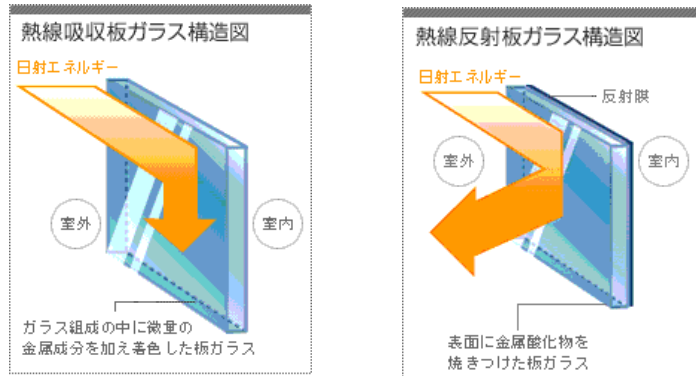 熱線吸収板ガラス構造図
日射エネルギー
室外
室内
ガラス組成の中に微量の
金属成分を加え着色した板ガラス
熱線反射板ガラス構造図
日射エネルギー
反射膜
室外
室内
表面に金属酸化物を
焼きつけた板ガラス